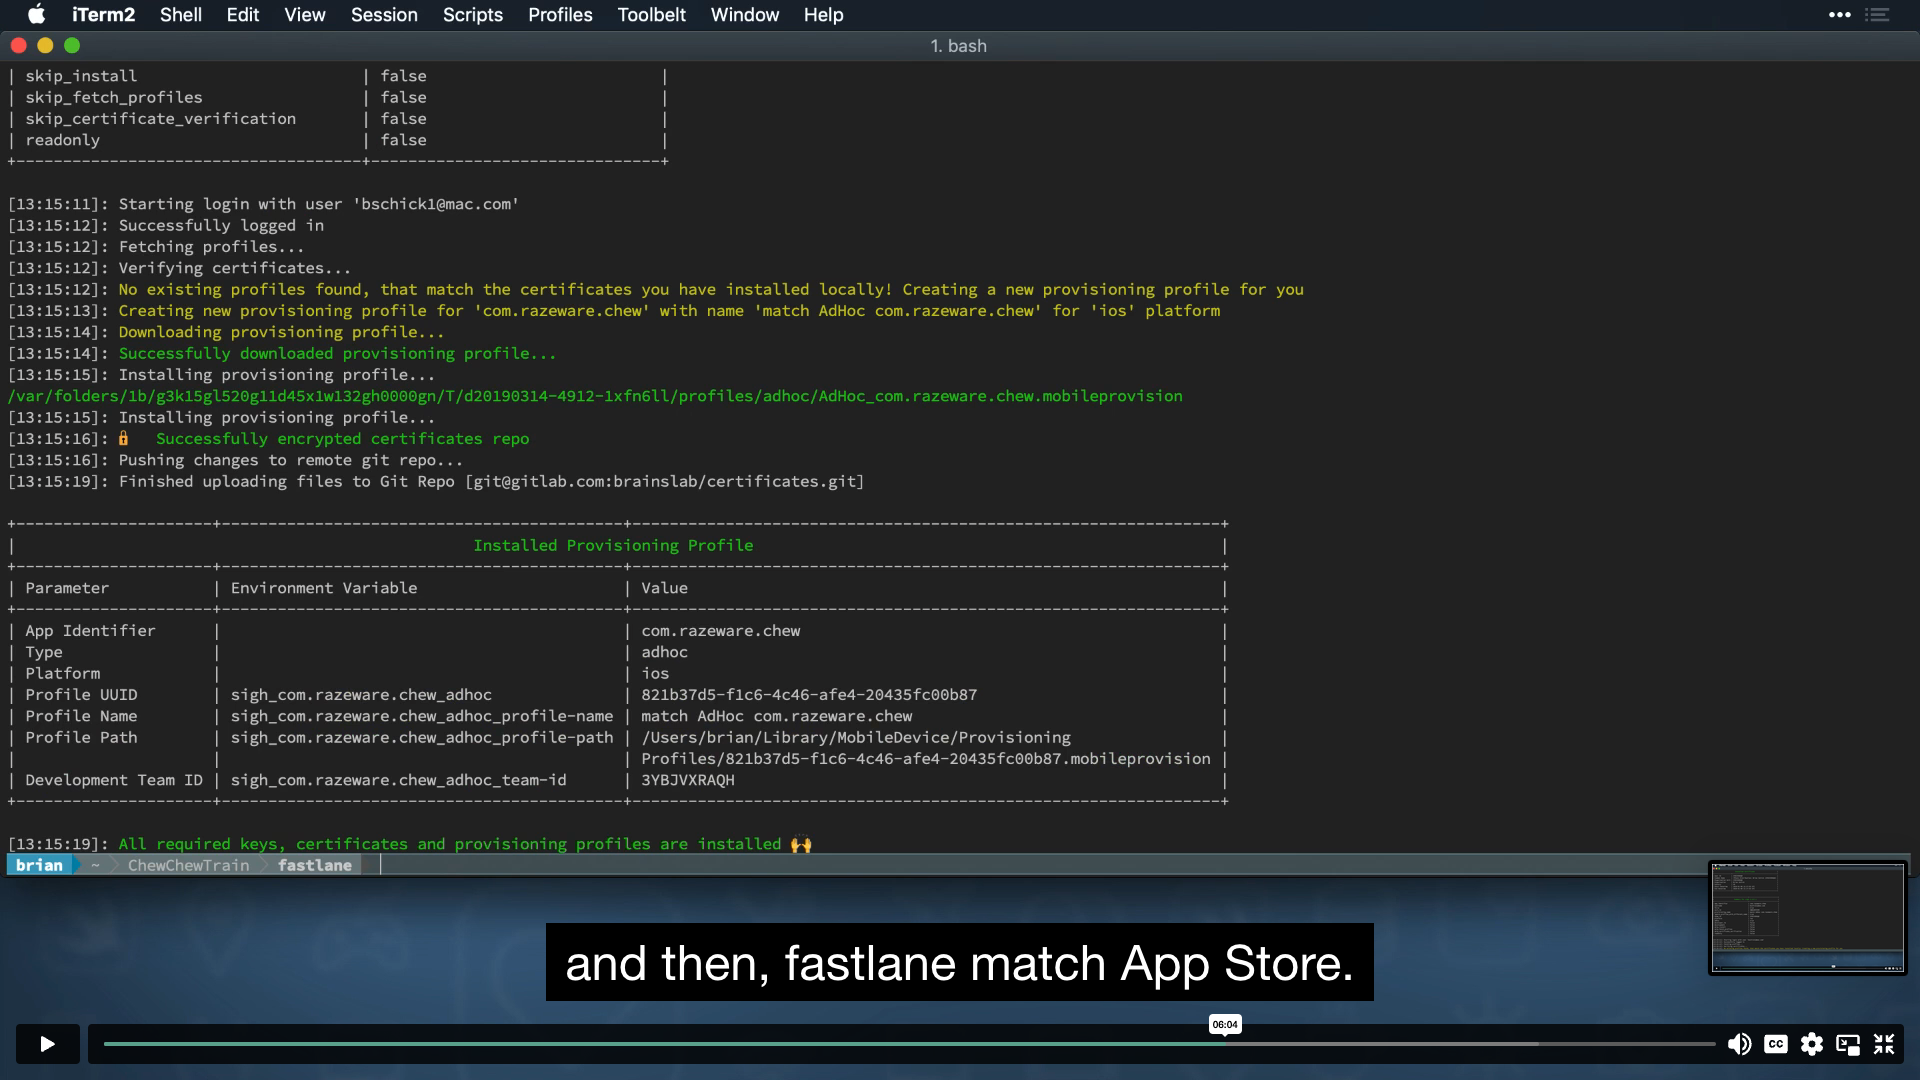 iTerm2 Shell Edit View Session Scripts Profiles Toolbelt Window Help
1. bash
| skip_install | false |
| skip_fetch_profiles | false |
| skip_certificate_verification | false |
| readonly | false |
[13:15:11]: Starting login with user 'bschick1@mac.com'
[13:15:12]: Successfully logged in
[13:15:12]: Fetching profiles...
[13:15:12]: Verifying certificates...
[13:15:12]: No existing profiles found, that match the certificates you have installed locally! Creating a new provisioning profile for you
[13:15:13]: Creating new provisioning profile for 'com.razeware.chew' with name 'match AdHoc com.razeware.chew' for 'ios' platform
[13:15:14]: Downloading provisioning profile...
[13:15:14]: Successfully downloaded provisioning profile...
[13:15:15]: Installing provisioning profile...
/var/folders/1b/g3k15gl520g11d45x1w132gh0000gn/T/d20190314-4912-1xfn6ll/profiles/adhoc/AdHoc_com.razeware.chew.mobileprovision
[13:15:15]: Installing provisioning profile...
[13:15:16]: 🔒 Successfully encrypted certificates repo
[13:15:16]: Pushing changes to remote git repo...
[13:15:19]: Finished uploading files to Git Repo [git@gitlab.com:brainslab/certificates.git]
| Installed Provisioning Profile |
| Parameter | Environment Variable | Value |
| App Identifier | | com.razeware.chew |
| Type | | adhoc |
| Platform | | ios |
| Profile UUID | sigh_com.razeware.chew_adhoc | 821b37d5-f1c6-4c46-afe4-20435fc00b87 |
| Profile Name | sigh_com.razeware.chew_adhoc_profile-name | match AdHoc com.razeware.chew |
| Profile Path | sigh_com.razeware.chew_adhoc_profile-path | /Users/brian/Library/MobileDevice/Provisioning |
| | | Profiles/821b37d5-f1c6-4c46-afe4-20435fc00b87.mobileprovision |
| Development Team ID | sigh_com.razeware.chew_adhoc_team-id | 3YBJVXRAQH |
[13:15:19]: All required keys, certificates and provisioning profiles are installed 🙌
brian ~ ChewChewTrain fastlane
and then, fastlane match App Store.
06:04
CC